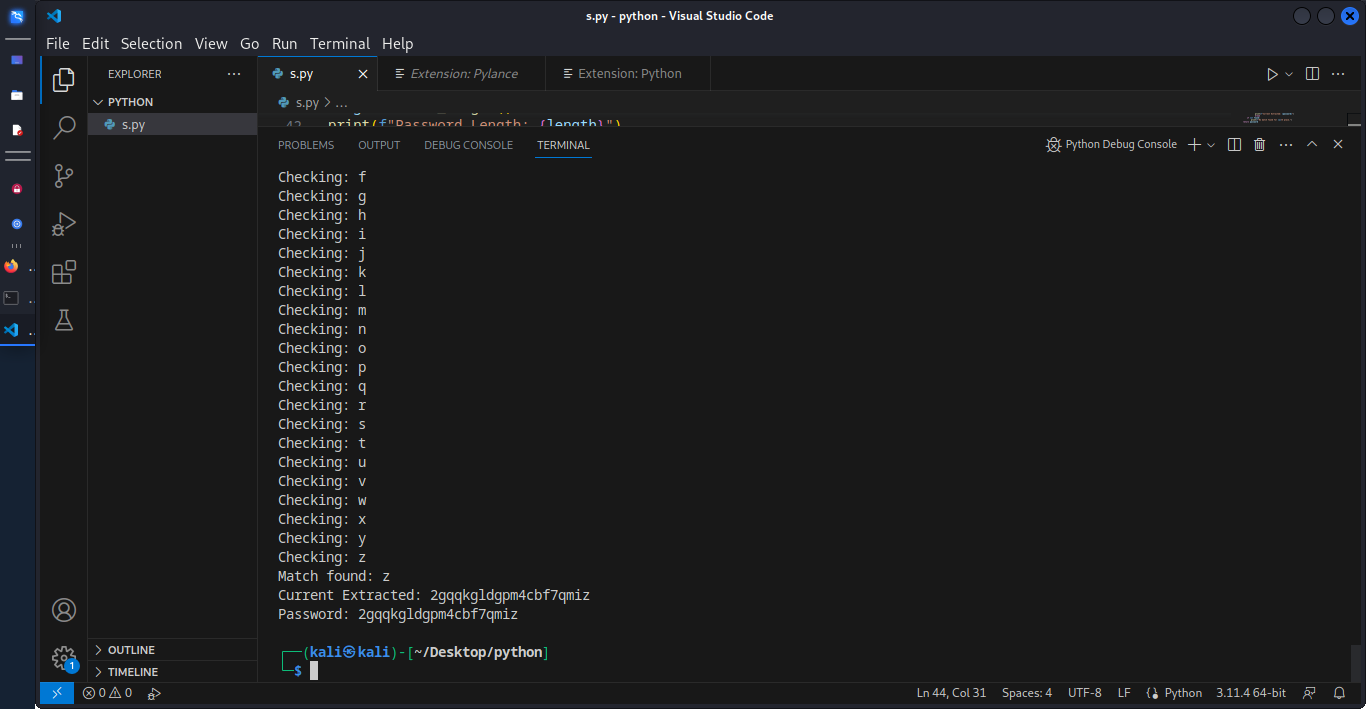 s.py - python - Visual Studio Code
File Edit Selection View Go Run Terminal Help
EXPLORER
s.py
Extension: Pylance
Extension: Python
PYTHON
s.py
s.py > ...
42 print(f"Password Length: {length}")
PROBLEMS OUTPUT DEBUG CONSOLE TERMINAL
Python Debug Console
Checking: f
Checking: g
Checking: h
Checking: i
Checking: j
Checking: k
Checking: l
Checking: m
Checking: n
Checking: o
Checking: p
Checking: q
Checking: r
Checking: s
Checking: t
Checking: u
Checking: v
Checking: w
Checking: x
Checking: y
Checking: z
Match found: z
Current Extracted: 2gqqkgldgpm4cbf7qmiz
Password: 2gqqkgldgpm4cbf7qmiz
┌──(kali㉿kali)-[~/Desktop/python]
└─$
1
OUTLINE
TIMELINE
0 0
Ln 44, Col 31 Spaces: 4 UTF-8 LF Python 3.11.4 64-bit